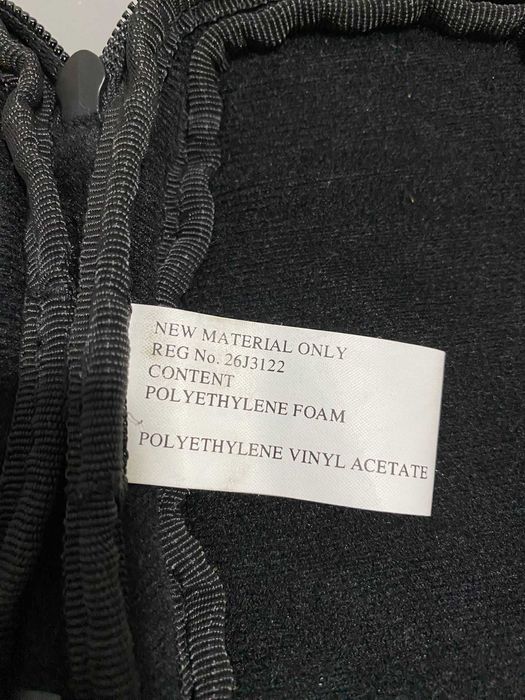 NEW MATERIAL ONLY
REG No. 26J3122
CONTENT
POLYETHYLENE FOAM
POLYETHYLENE VINYL ACETATE